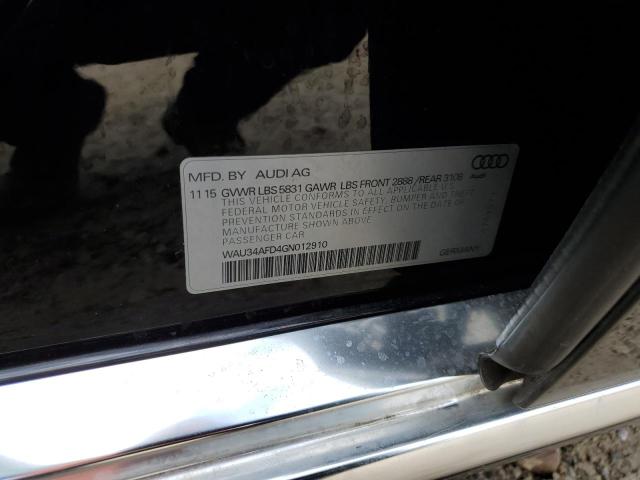 MFD. BY AUDI AG
11 15 GVWR LBS 5831 GAWR LBS FRONT 2888 / REAR 3108
Audi
THIS VEHICLE CONFORMS TO ALL APPLICABLE U.S.
FEDERAL MOTOR VEHICLE SAFETY, BUMPER AND THEFT
PREVENTION STANDARDS IN EFFECT ON THE DATE OF
MANUFACTURE SHOWN ABOVE.
PASSENGER CAR
WAU34AFD4GN012910
GERMANY